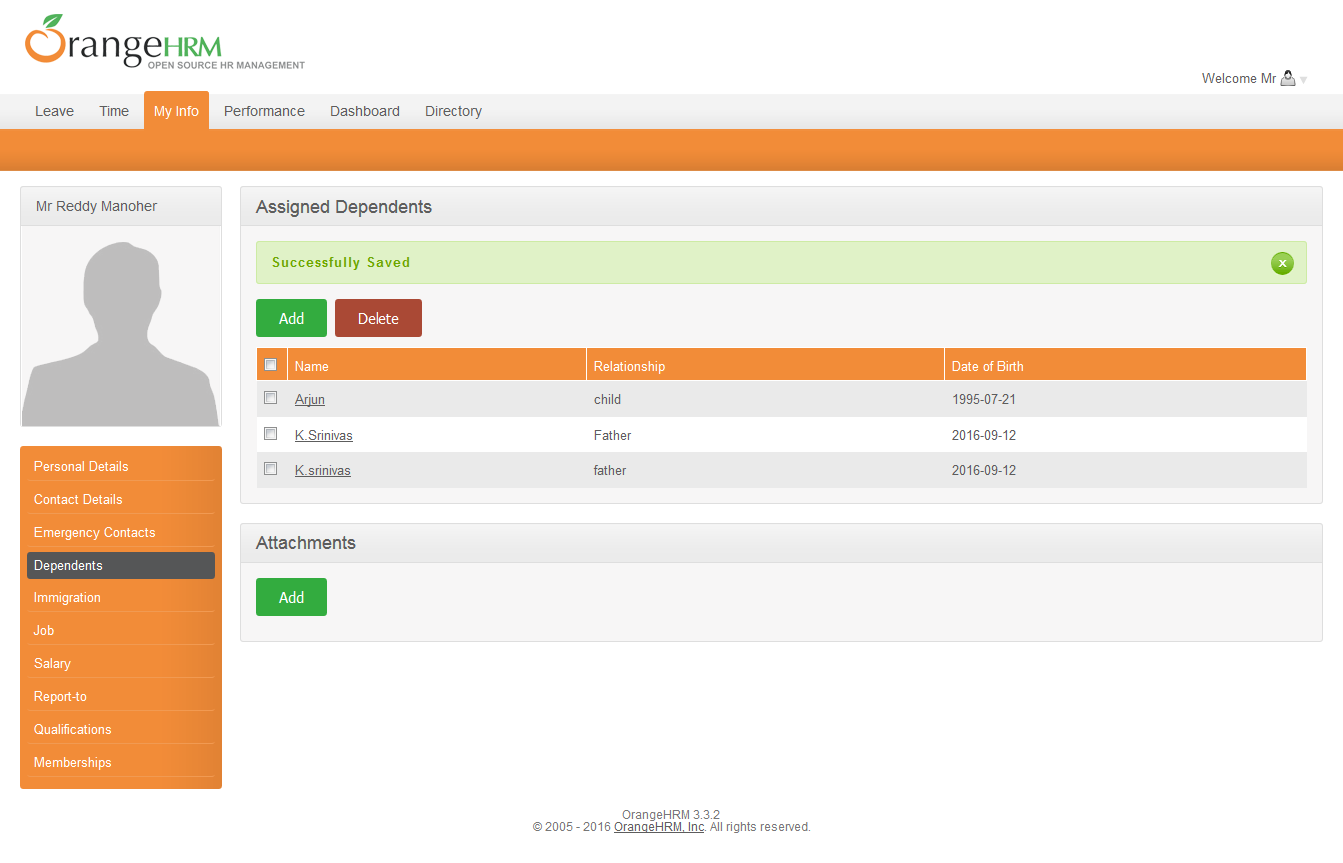 OrangeHRM
OPEN SOURCE HR MANAGEMENT
Welcome Mr
Leave Time My Info Performance Dashboard Directory
Mr Reddy Manoher
Personal Details
Contact Details
Emergency Contacts
Dependents
Immigration
Job
Salary
Report-to
Qualifications
Memberships
Assigned Dependents
Successfully Saved x
Add Delete
Name Relationship Date of Birth
Arjun child 1995-07-21
K.Srinivas Father 2016-09-12
K.srinivas father 2016-09-12
Attachments
Add
OrangeHRM 3.3.2
© 2005 - 2016 OrangeHRM, Inc. All rights reserved.